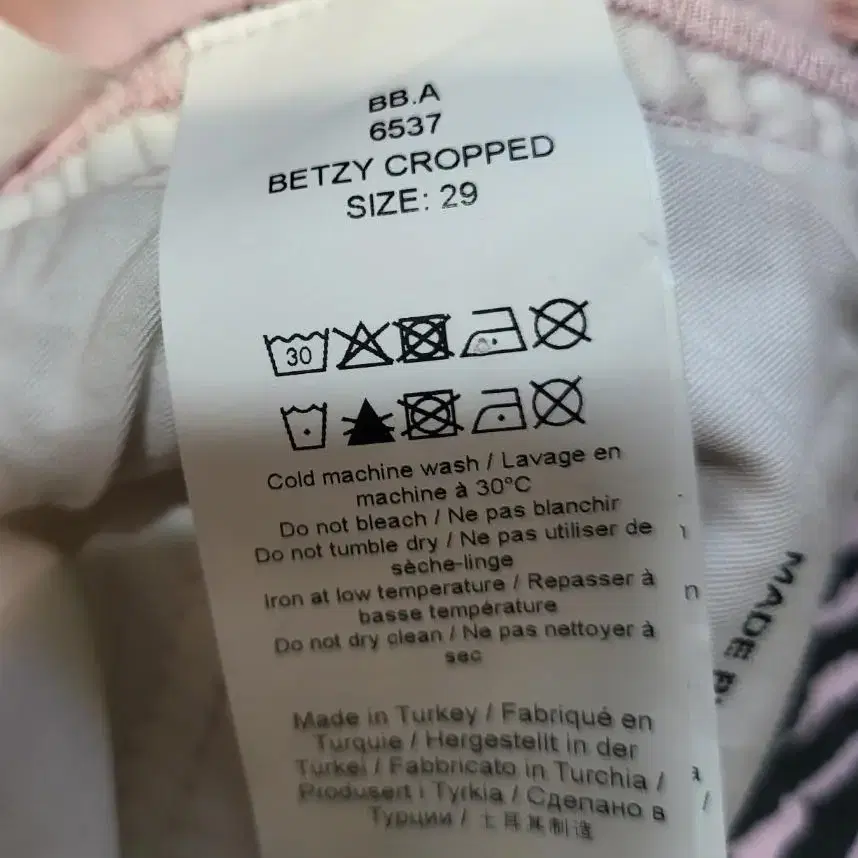 BB.A
6537
BETZY CROPPED
SIZE: 29
30
Cold machine wash / Lavage en
machine à 30°C
Do not bleach / Ne pas blanchir
Do not tumble dry / Ne pas utiliser de
sèche-linge
Iron at low temperature / Repasser à
basse température
Do not dry clean / Ne pas nettoyer à
sec
Made in Turkey / Fabriqué en
Turquie / Hergestellt in der
Türkei / Fabbricato in Turchia /
Produsert i Tyrkia / Сделано в
Турции / 土耳其制造
n
MADE